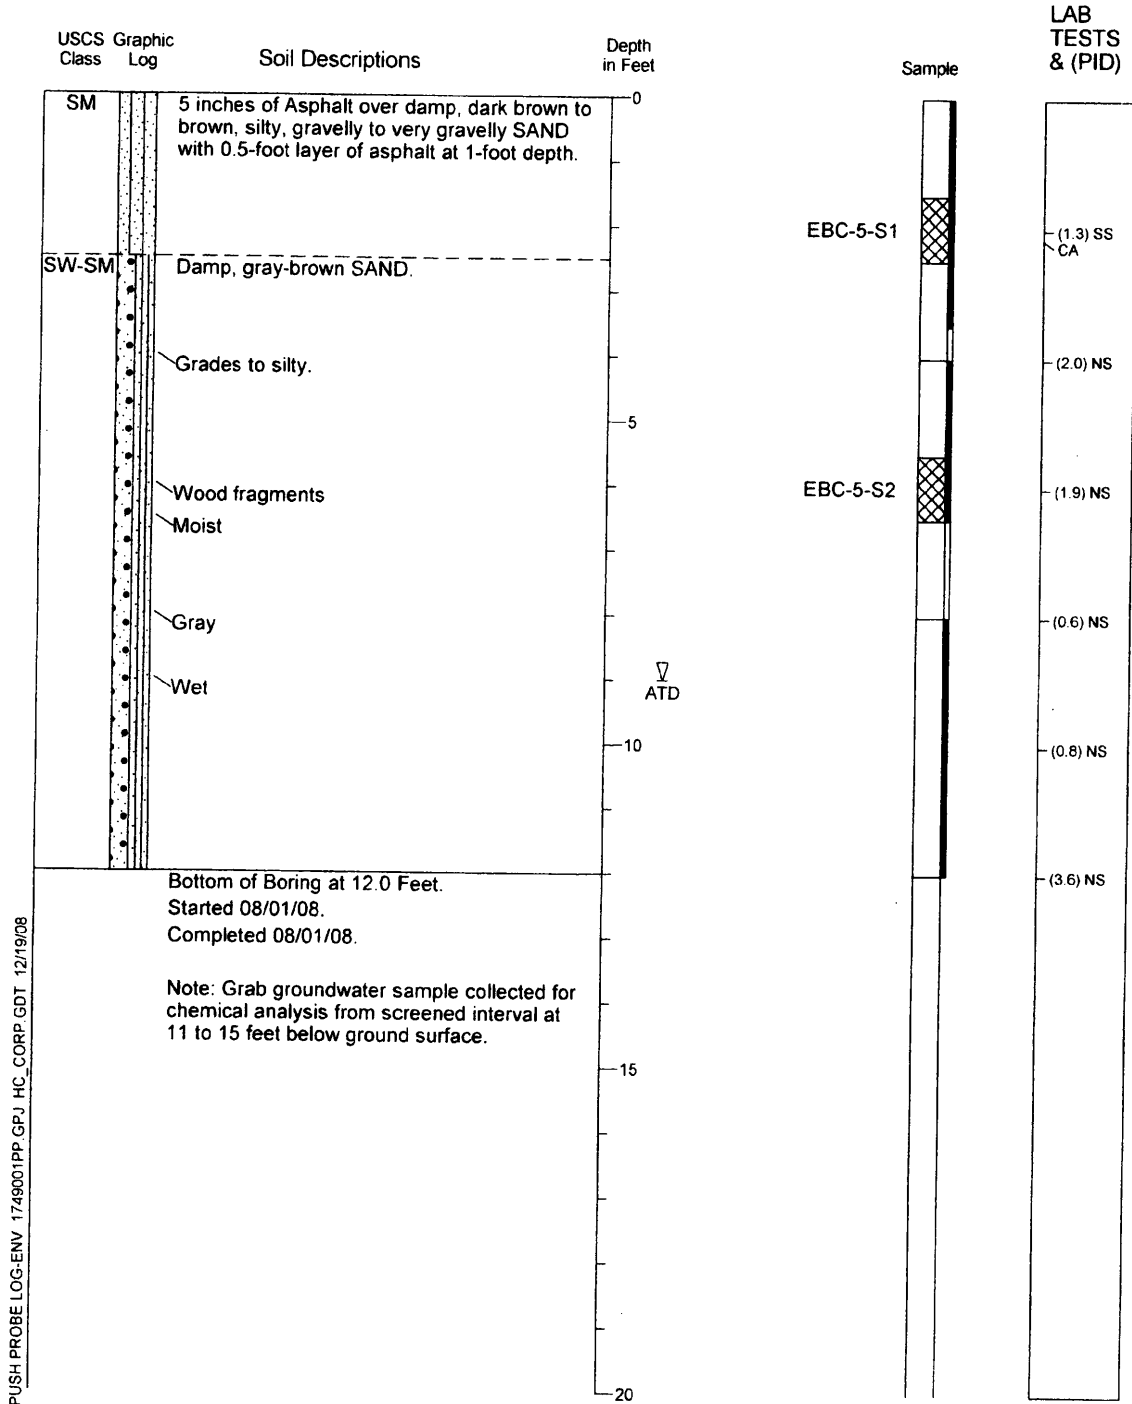 USCS Graphic
Class Log
Soil Descriptions
Depth
in Feet
Sample
LAB
TESTS
& (PID)
SM
5 inches of Asphalt over damp, dark brown to
brown, silty, gravelly to very gravelly SAND
with 0.5-foot layer of asphalt at 1-foot depth.
0
EBC-5-S1
(1.3) SS
CA
SW-SM
Damp, gray-brown SAND.
Grades to silty.
(2.0) NS
5
Wood fragments
EBC-5-S2
(1.9) NS
Moist
Gray
(0.6) NS
Wet
ATD
10
(0.8) NS
Bottom of Boring at 12.0 Feet.
Started 08/01/08.
Completed 08/01/08.
(3.6) NS
Note: Grab groundwater sample collected for
chemical analysis from screened interval at
11 to 15 feet below ground surface.
15
20
PUSH PROBE LOG-ENV 1749001PP.GPJ HC_CORP.GDT 12/19/08